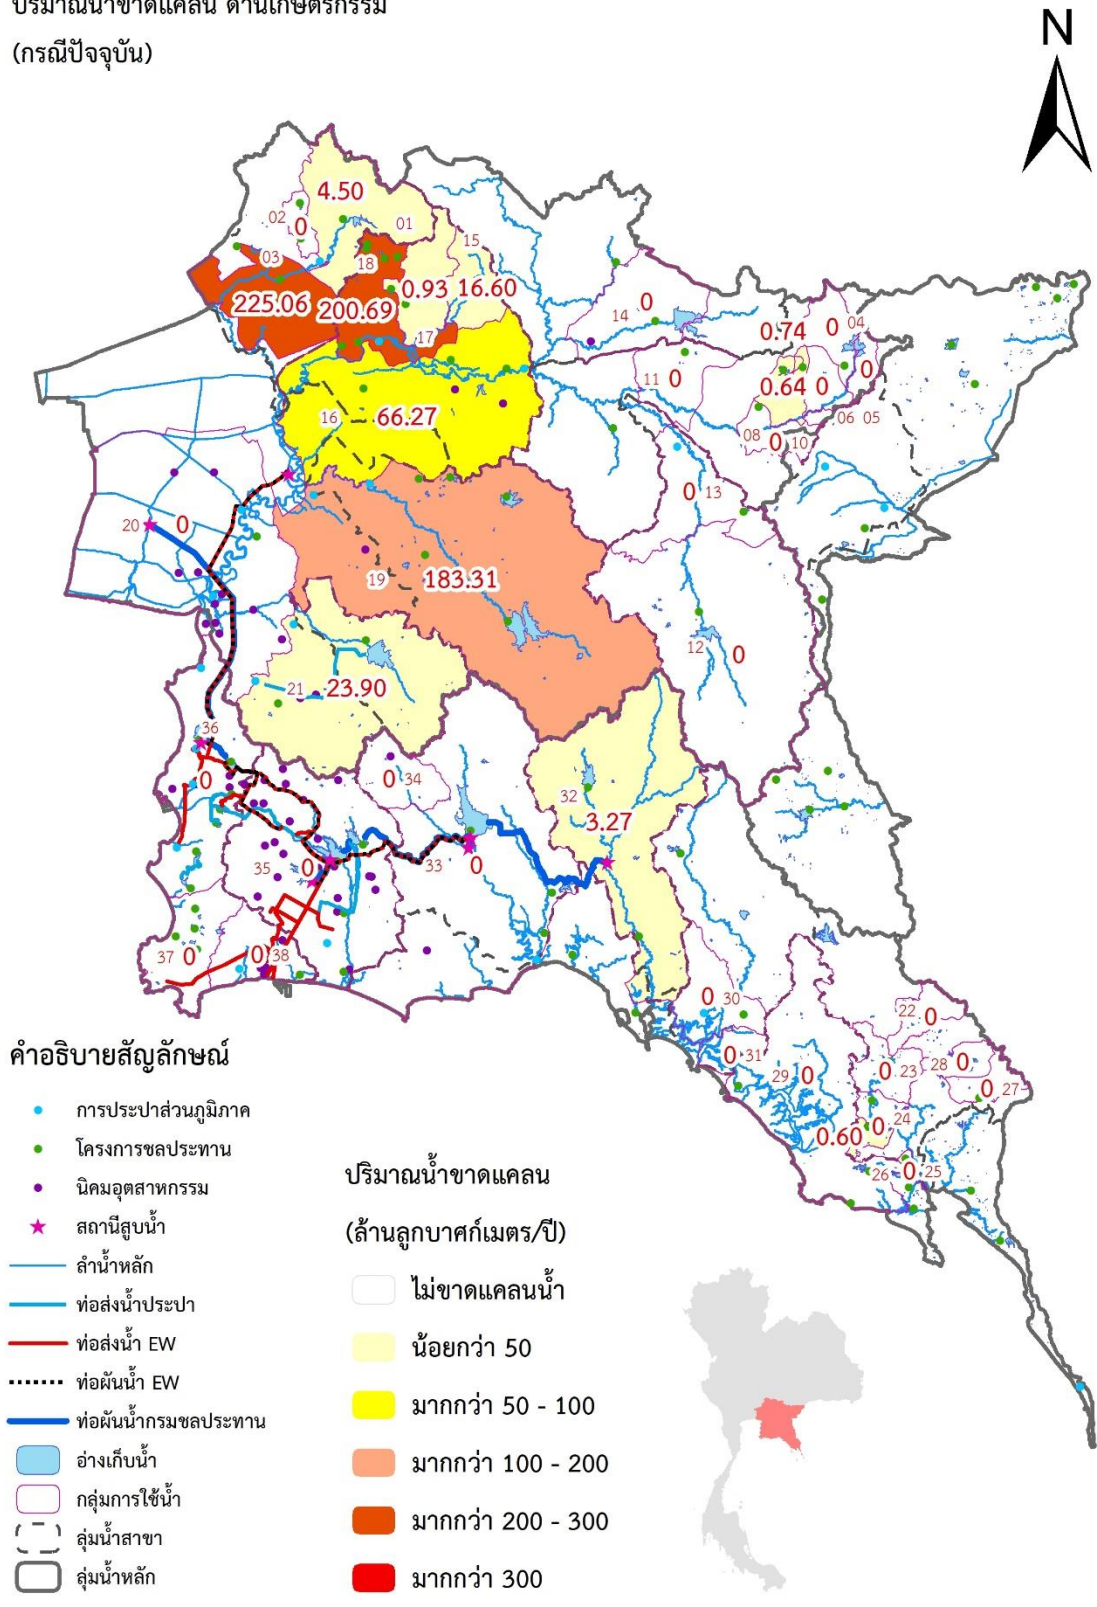 ปริมาณน้ำขาดแคลน ด้านเกษตรกรรม
(กรณีปัจจุบัน)
N
4.50
02
0
01
15
03
18
225.06
200.69
0.93
16.60
17
0
14
0.74
0
04
11
0
0.64
0
0
06
05
08
0
10
16
66.27
0
13
20
0
19
183.31
12
0
21
23.90
36
0
0
34
32
3.27
35
0
33
0
37
0
0
38
0
30
22
0
0
31
29
0
0
23
28
0
0
27
24
0.60
0
26
0
25
คำอธิบายสัญลักษณ์
การประปาส่วนภูมิภาค
โครงการชลประทาน
นิคมอุตสาหกรรม
สถานีสูบน้ำ
ลำน้ำหลัก
ท่อส่งน้ำประปา
ท่อส่งน้ำ EW
ท่อผันน้ำ EW
ท่อผันน้ำกรมชลประทาน
อ่างเก็บน้ำ
กลุ่มการใช้น้ำ
ลุ่มน้ำสาขา
ลุ่มน้ำหลัก
ปริมาณน้ำขาดแคลน
(ล้านลูกบาศก์เมตร/ปี)
ไม่ขาดแคลนน้ำ
น้อยกว่า 50
มากกว่า 50 - 100
มากกว่า 100 - 200
มากกว่า 200 - 300
มากกว่า 300